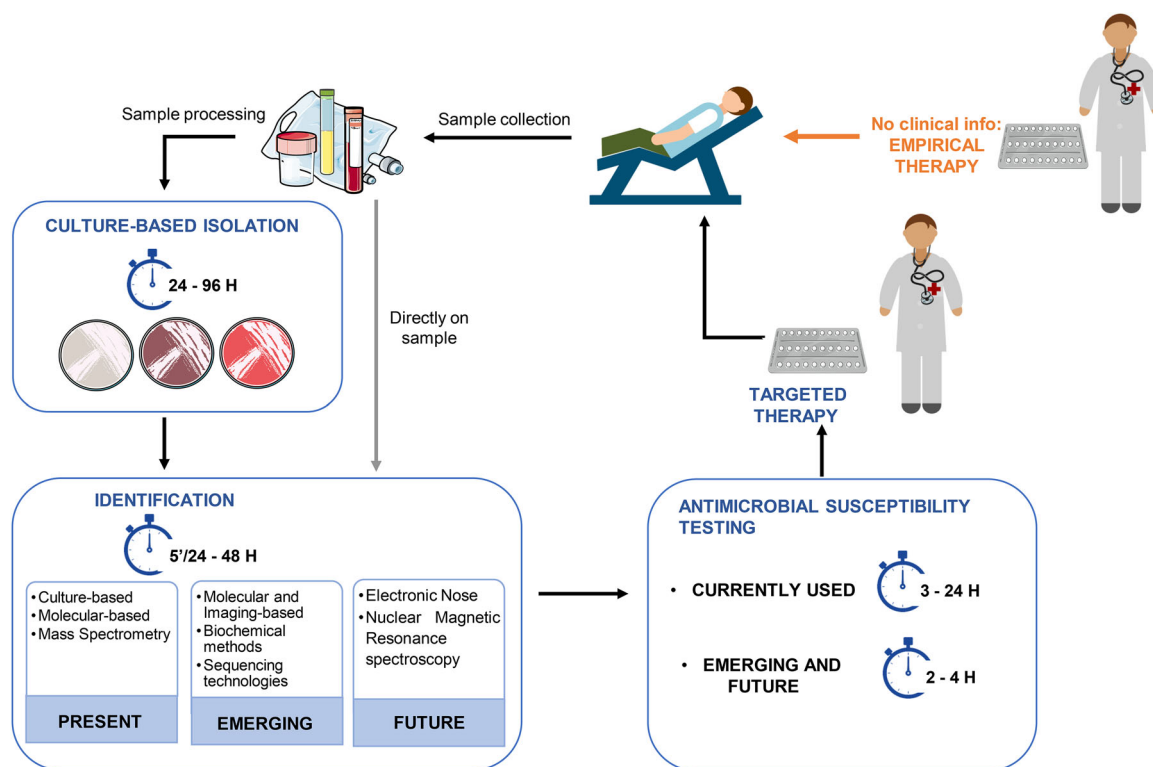 Sample processing
Sample collection
No clinical info:
EMPIRICAL
THERAPY
CULTURE-BASED ISOLATION
24 - 96 H
Directly on
sample
TARGETED
THERAPY
IDENTIFICATION
5'/24 - 48 H
•Culture-based
•Molecular-based
•Mass Spectrometry
PRESENT
•Molecular and
Imaging-based
•Biochemical
methods
•Sequencing
technologies
EMERGING
•Electronic Nose
•Nuclear Magnetic
Resonance
spectroscopy
FUTURE
ANTIMICROBIAL SUSCEPTIBILITY
TESTING
• CURRENTLY USED
3 - 24 H
• EMERGING AND
FUTURE
2 - 4 H